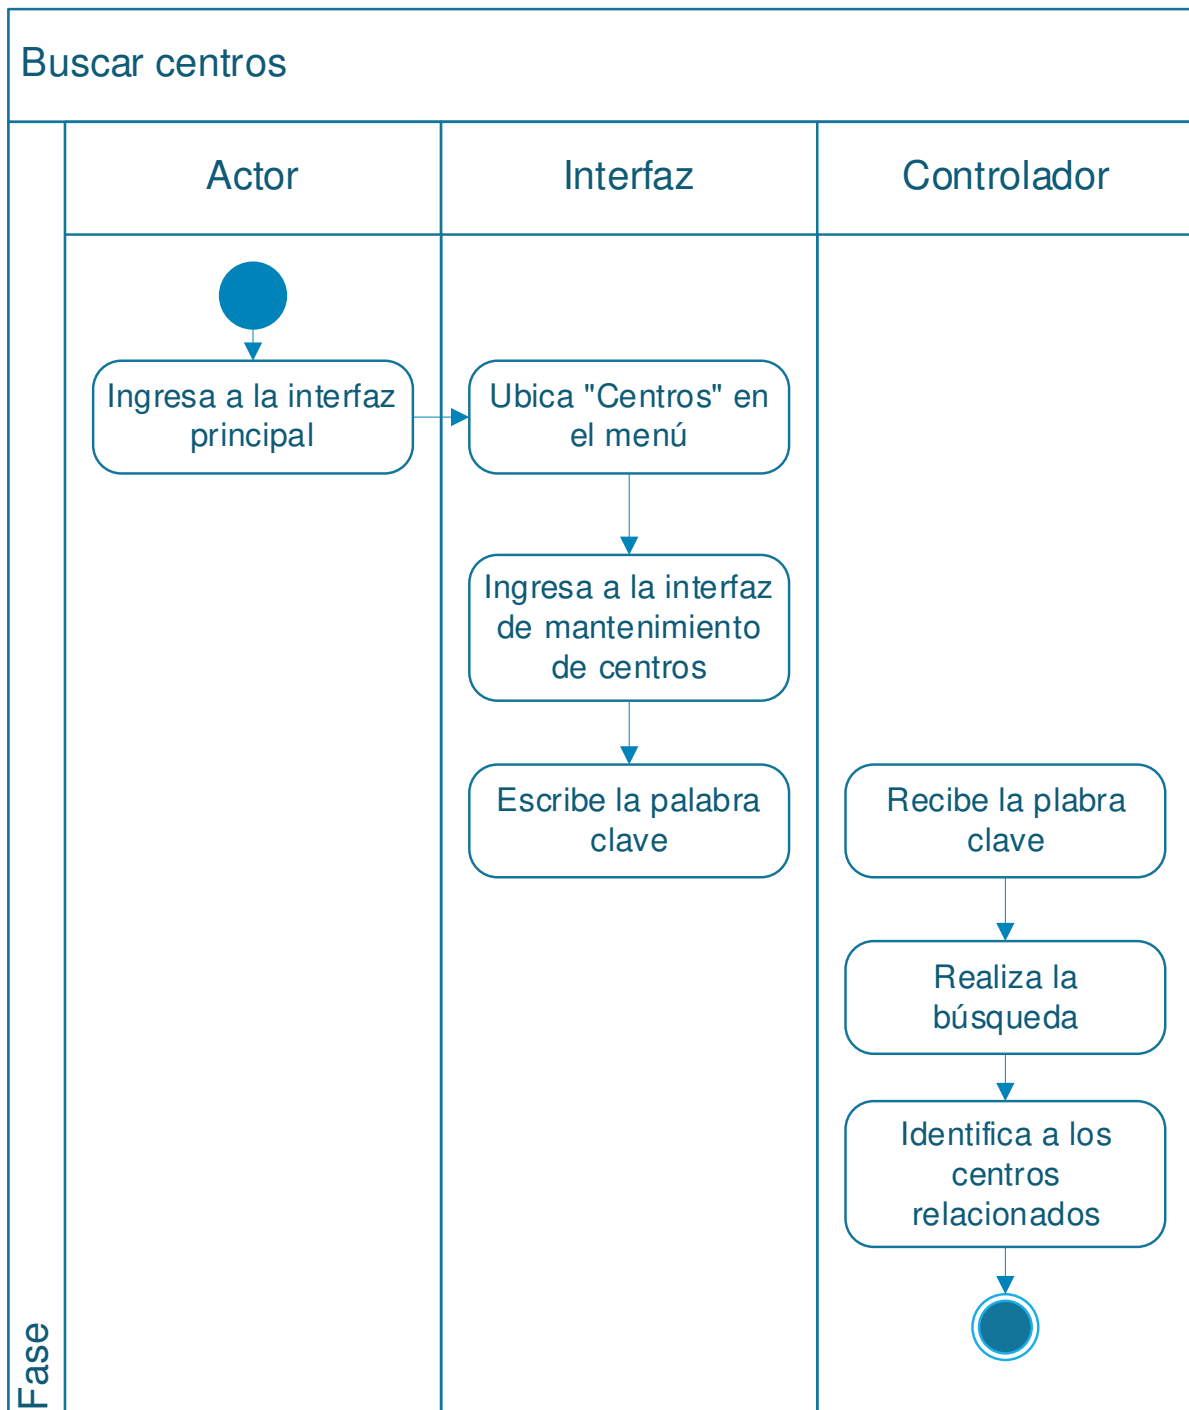 Buscar centros
Actor
Interfaz
Controlador
Ingresa a la interfaz
principal
Ubica "Centros" en
el menú
Ingresa a la interfaz
de mantenimiento
de centros
Escribe la palabra
clave
Recibe la plabra
clave
Realiza la
búsqueda
Identifica a los
centros
relacionados
Fase